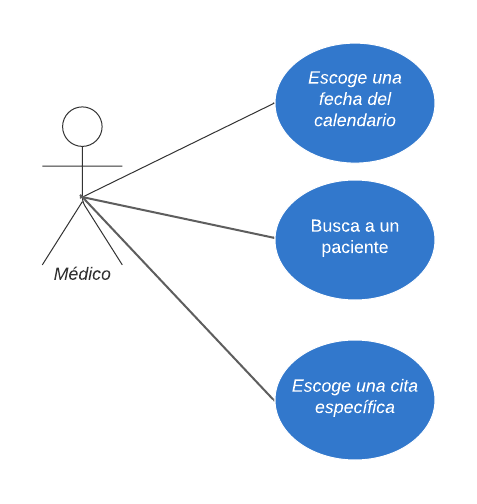 Escoge una
fecha del
calendario
Busca a un
paciente
Médico
Escoge una cita
específica